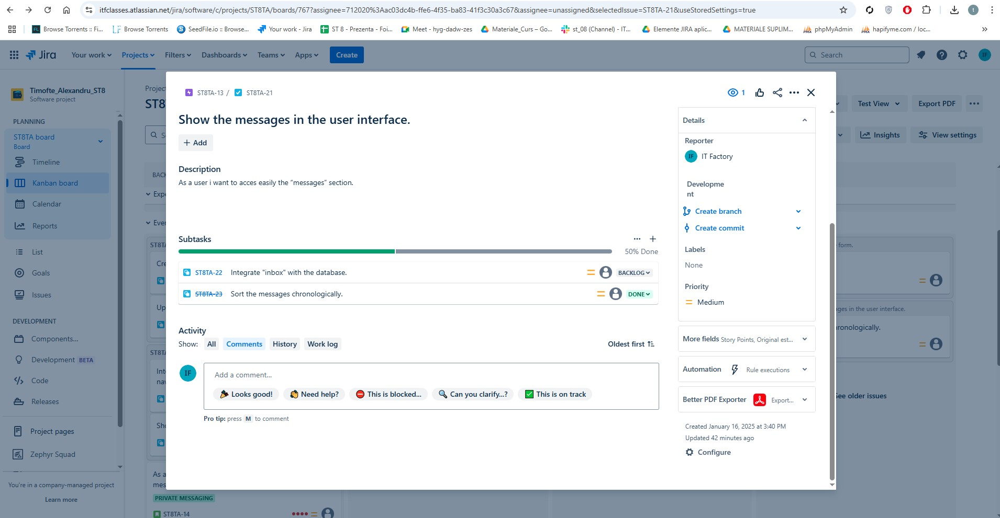 itfclasses.atlassian.net/jira/software/c/projects/ST8TA/boards/767?assignee=712020%3Aac03dc4b-ffe6-4f35-ba83-41f3c30a3c67&assignee=unassigned&selectedIssue=ST8TA-21&useStoredSettings=true
t
Browse Torrents :: Fi... Browse Torrents SeedFile.io :: Browse... Your work - Jira ST 8 - Prezenta - Foi... Meet - hyg-dadw-zes Materiale_Curs – Go... st_08 (Channel) - IT... Elemente JIRA aplic... MATERIALE SUPLIM... phpMyAdmin hapifyme.com / loc... »
Jira Your work Projects Filters Dashboards Teams Apps Create Search IF
Timofte_Alexandru_ST8
Software project
PLANNING
ST8TA board
Board
Timeline
Kanban board
Calendar
Reports
List
Goals
Issues
DEVELOPMENT
Components...
Development BETA
Code
Releases
Project pages
Zephyr Squad
You're in a company-managed project
Learn more
Projec
ST8
S
BAC
Exp
Ever
ST8TA
Cre
Up
ST8TA
Int
nav
Sho
As a
mes
PRIVATE MESSAGING
ST8TA-14
ST8TA-13 / ST8TA-21
1
Show the messages in the user interface.
+ Add
Description
As a user i want to acces easily the “messages” section.
Subtasks
50% Done
ST8TA-22 Integrate "inbox" with the database. BACKLOG
ST8TA-23 Sort the messages chronologically. DONE
Activity
Show: All Comments History Work log Oldest first
IF
Add a comment...
Looks good! Need help? This is blocked... Can you clarify...? This is on track
Pro tip: press M to comment
Details
Reporter
IF IT Factory
Developme
nt
Create branch
Create commit
Labels
None
Priority
Medium
More fields Story Points, Original est...
Automation Rule executions
Better PDF Exporter Export...
Created January 16, 2025 at 3:40 PM
Updated 42 minutes ago
Configure
Test View Export PDF
Insights View settings
form.
ges in the user interface.
ronologically.
See older issues